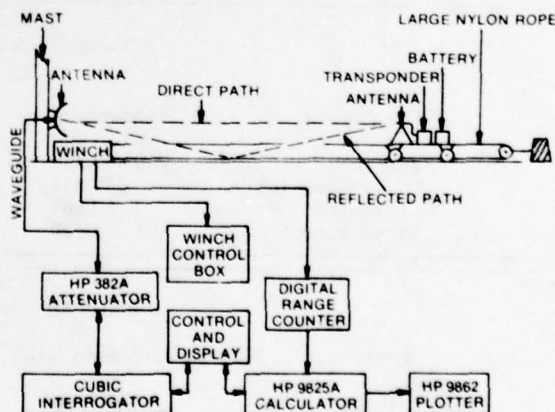 MAST
LARGE NYLON ROPE
BATTERY
TRANSPONDER
ANTENNA
DIRECT PATH
ANTENNA
WINCH
WAVEGUIDE
REFLECTED PATH
WINCH
CONTROL
BOX
HP 382A
ATTENUATOR
DIGITAL
RANGE
COUNTER
CONTROL
AND
DISPLAY
CUBIC
INTERROGATOR
HP 9825A
CALCULATOR
HP 9862
PLOTTER